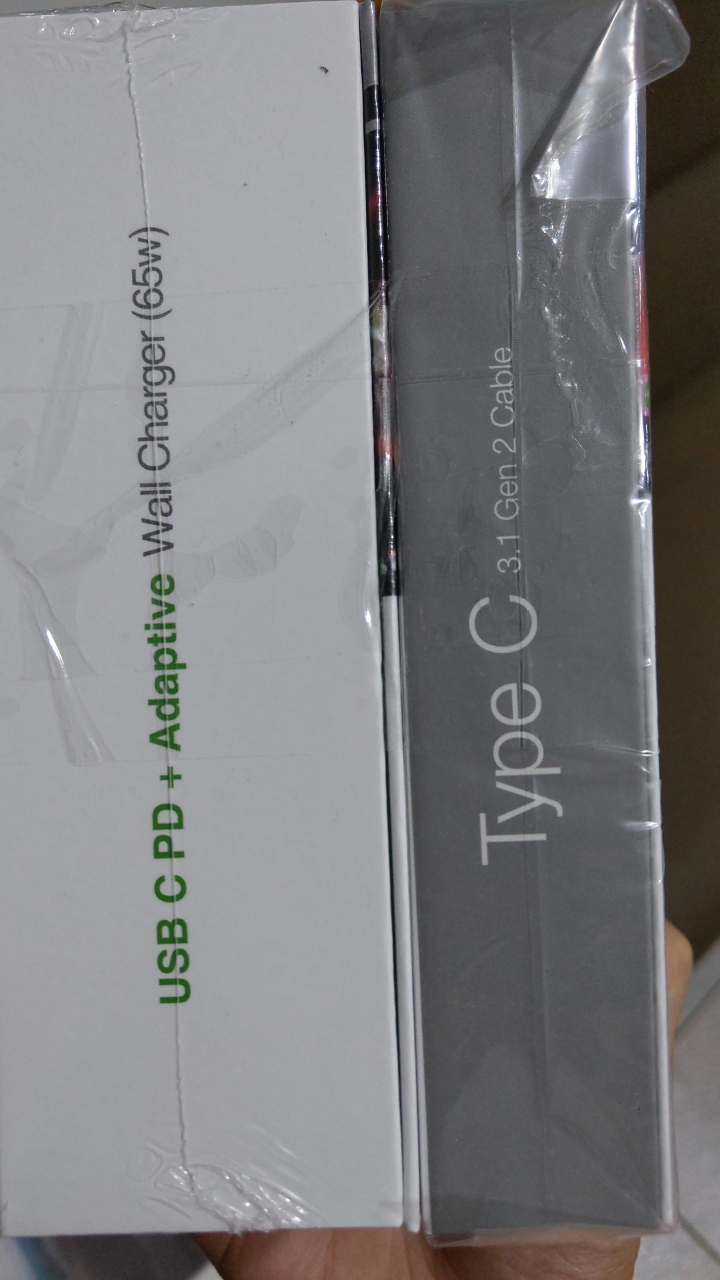 USB C PD + Adaptive Wall Charger (65w)
Type C 3.1 Gen 2 Cable